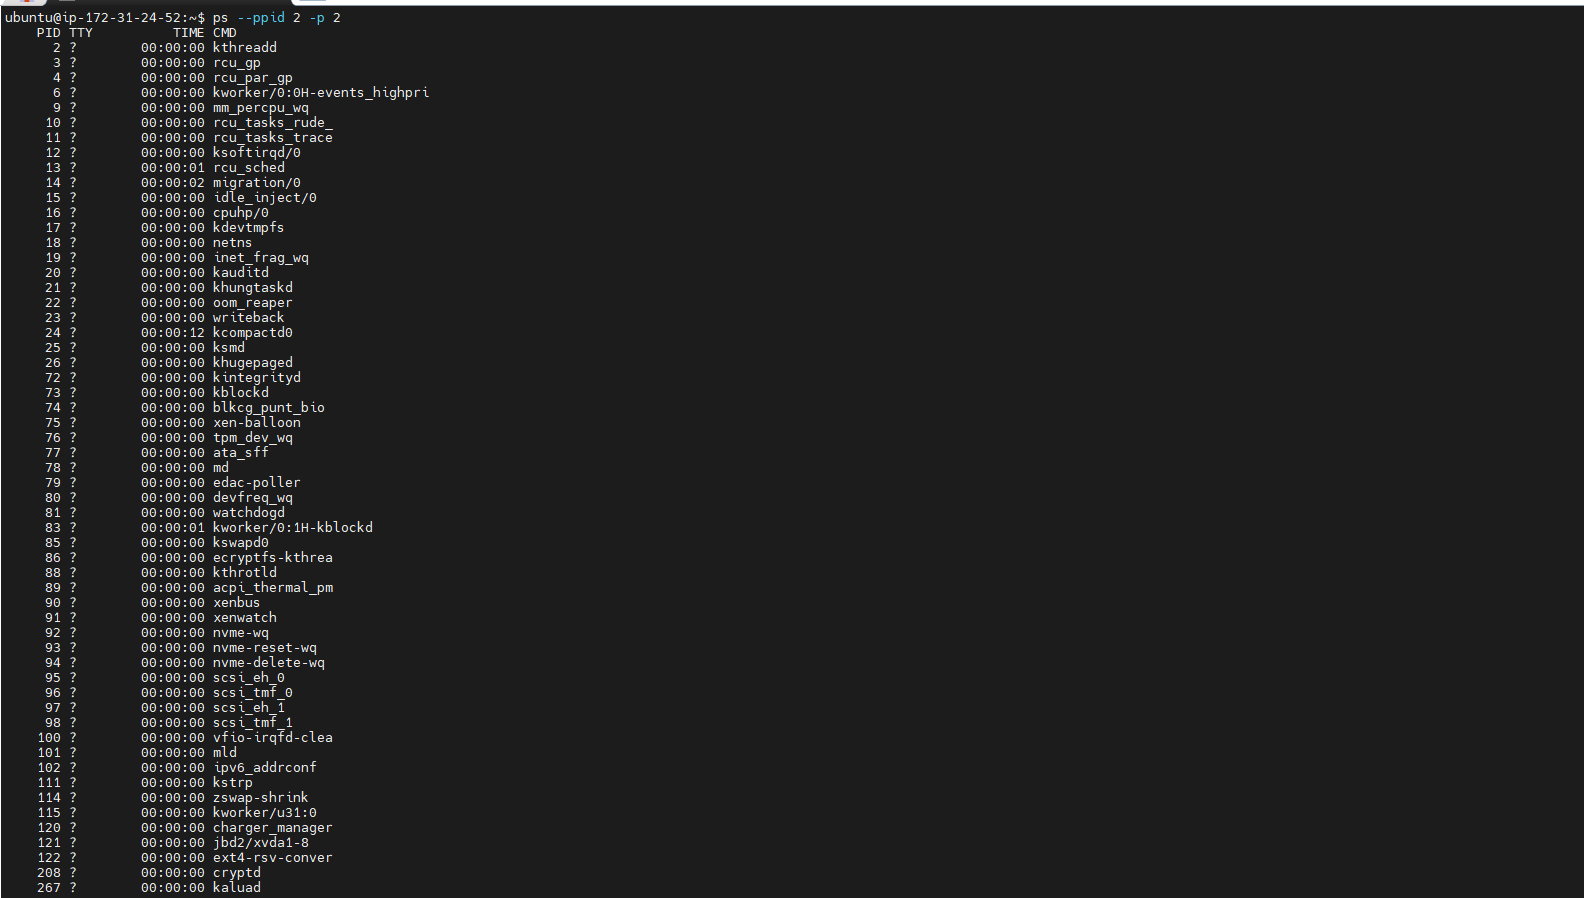 ubuntu@ip-172-31-24-52:~$ ps --ppid 2 -p 2
PID TTY TIME CMD
2 ? 00:00:00 kthreadd
3 ? 00:00:00 rcu_gp
4 ? 00:00:00 rcu_par_gp
6 ? 00:00:00 kworker/0:0H-events_highpri
9 ? 00:00:00 mm_percpu_wq
10 ? 00:00:00 rcu_tasks_rude_
11 ? 00:00:00 rcu_tasks_trace
12 ? 00:00:00 ksoftirqd/0
13 ? 00:00:01 rcu_sched
14 ? 00:00:02 migration/0
15 ? 00:00:00 idle_inject/0
16 ? 00:00:00 cpuhp/0
17 ? 00:00:00 kdevtmpfs
18 ? 00:00:00 netns
19 ? 00:00:00 inet_frag_wq
20 ? 00:00:00 kauditd
21 ? 00:00:00 khungtaskd
22 ? 00:00:00 oom_reaper
23 ? 00:00:00 writeback
24 ? 00:00:12 kcompactd0
25 ? 00:00:00 ksmd
26 ? 00:00:00 khugepaged
72 ? 00:00:00 kintegrityd
73 ? 00:00:00 kblockd
74 ? 00:00:00 blkcg_punt_bio
75 ? 00:00:00 xen-balloon
76 ? 00:00:00 tpm_dev_wq
77 ? 00:00:00 ata_sff
78 ? 00:00:00 md
79 ? 00:00:00 edac-poller
80 ? 00:00:00 devfreq_wq
81 ? 00:00:00 watchdogd
83 ? 00:00:01 kworker/0:1H-kblockd
85 ? 00:00:00 kswapd0
86 ? 00:00:00 ecryptfs-kthrea
88 ? 00:00:00 kthrotld
89 ? 00:00:00 acpi_thermal_pm
90 ? 00:00:00 xenbus
91 ? 00:00:00 xenwatch
92 ? 00:00:00 nvme-wq
93 ? 00:00:00 nvme-reset-wq
94 ? 00:00:00 nvme-delete-wq
95 ? 00:00:00 scsi_eh_0
96 ? 00:00:00 scsi_tmf_0
97 ? 00:00:00 scsi_eh_1
98 ? 00:00:00 scsi_tmf_1
100 ? 00:00:00 vfio-irqfd-clea
101 ? 00:00:00 mld
102 ? 00:00:00 ipv6_addrconf
111 ? 00:00:00 kstrp
114 ? 00:00:00 zswap-shrink
115 ? 00:00:00 kworker/u31:0
120 ? 00:00:00 charger_manager
121 ? 00:00:00 jbd2/xvda1-8
122 ? 00:00:00 ext4-rsv-conver
208 ? 00:00:00 cryptd
267 ? 00:00:00 kaluad